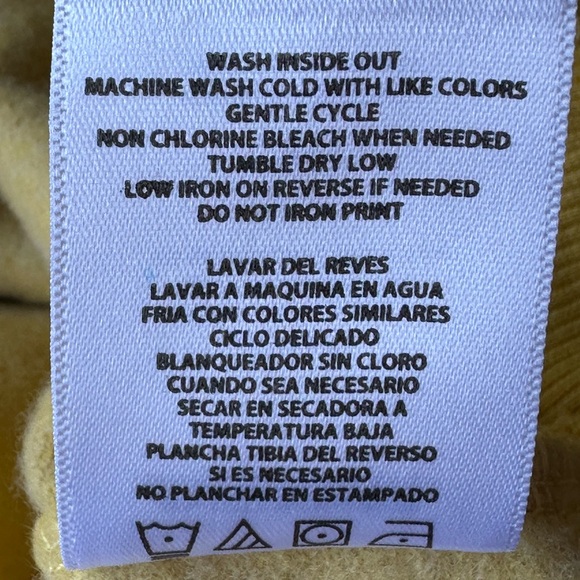 WASH INSIDE OUT
MACHINE WASH COLD WITH LIKE COLORS
GENTLE CYCLE
NON CHLORINE BLEACH WHEN NEEDED
TUMBLE DRY LOW
LOW IRON ON REVERSE IF NEEDED
DO NOT IRON PRINT
LAVAR DEL REVES
LAVAR A MAQUINA EN AGUA
FRIA CON COLORES SIMILARES
CICLO DELICADO
BLANQUEADOR SIN CLORO
CUANDO SEA NECESARIO
SECAR EN SECADORA A
TEMPERATURA BAJA
PLANCHA TIBIA DEL REVERSO
SI ES NECESARIO
NO PLANCHAR EN ESTAMPADO